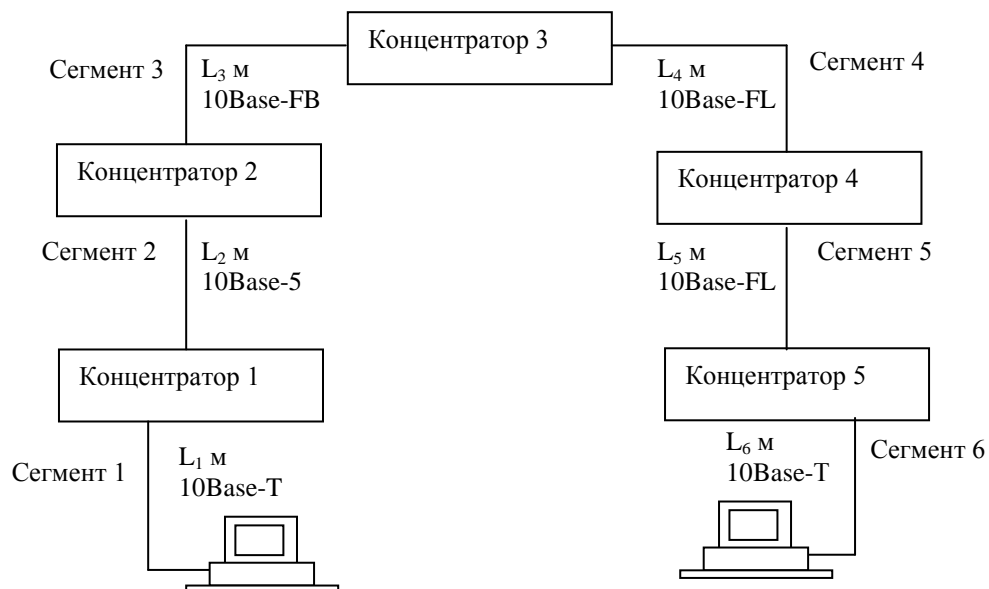 Концентратор 3
Сегмент 3
L₃ м
10Base-FB
L₄ м
10Base-FL
Сегмент 4
Концентратор 2
Концентратор 4
Сегмент 2
L₂ м
10Base-5
L₅ м
10Base-FL
Сегмент 5
Концентратор 1
Концентратор 5
Сегмент 1
L₁ м
10Base-T
L₆ м
10Base-T
Сегмент 6